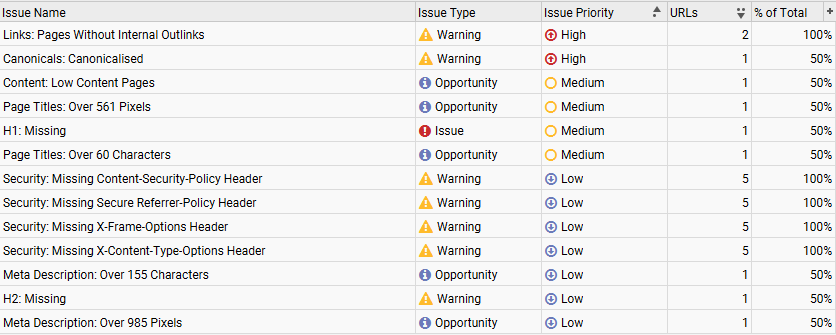 Issue Name Issue Type Issue Priority URLs % of Total +
Links: Pages Without Internal Outlinks Warning High 2 100%
Canonicals: Canonicalised Warning High 1 50%
Content: Low Content Pages Opportunity Medium 1 50%
Page Titles: Over 561 Pixels Opportunity Medium 1 50%
H1: Missing Issue Medium 1 50%
Page Titles: Over 60 Characters Opportunity Medium 1 50%
Security: Missing Content-Security-Policy Header Warning Low 5 100%
Security: Missing Secure Referrer-Policy Header Warning Low 5 100%
Security: Missing X-Frame-Options Header Warning Low 5 100%
Security: Missing X-Content-Type-Options Header Warning Low 5 100%
Meta Description: Over 155 Characters Opportunity Low 1 50%
H2: Missing Warning Low 1 50%
Meta Description: Over 985 Pixels Opportunity Low 1 50%